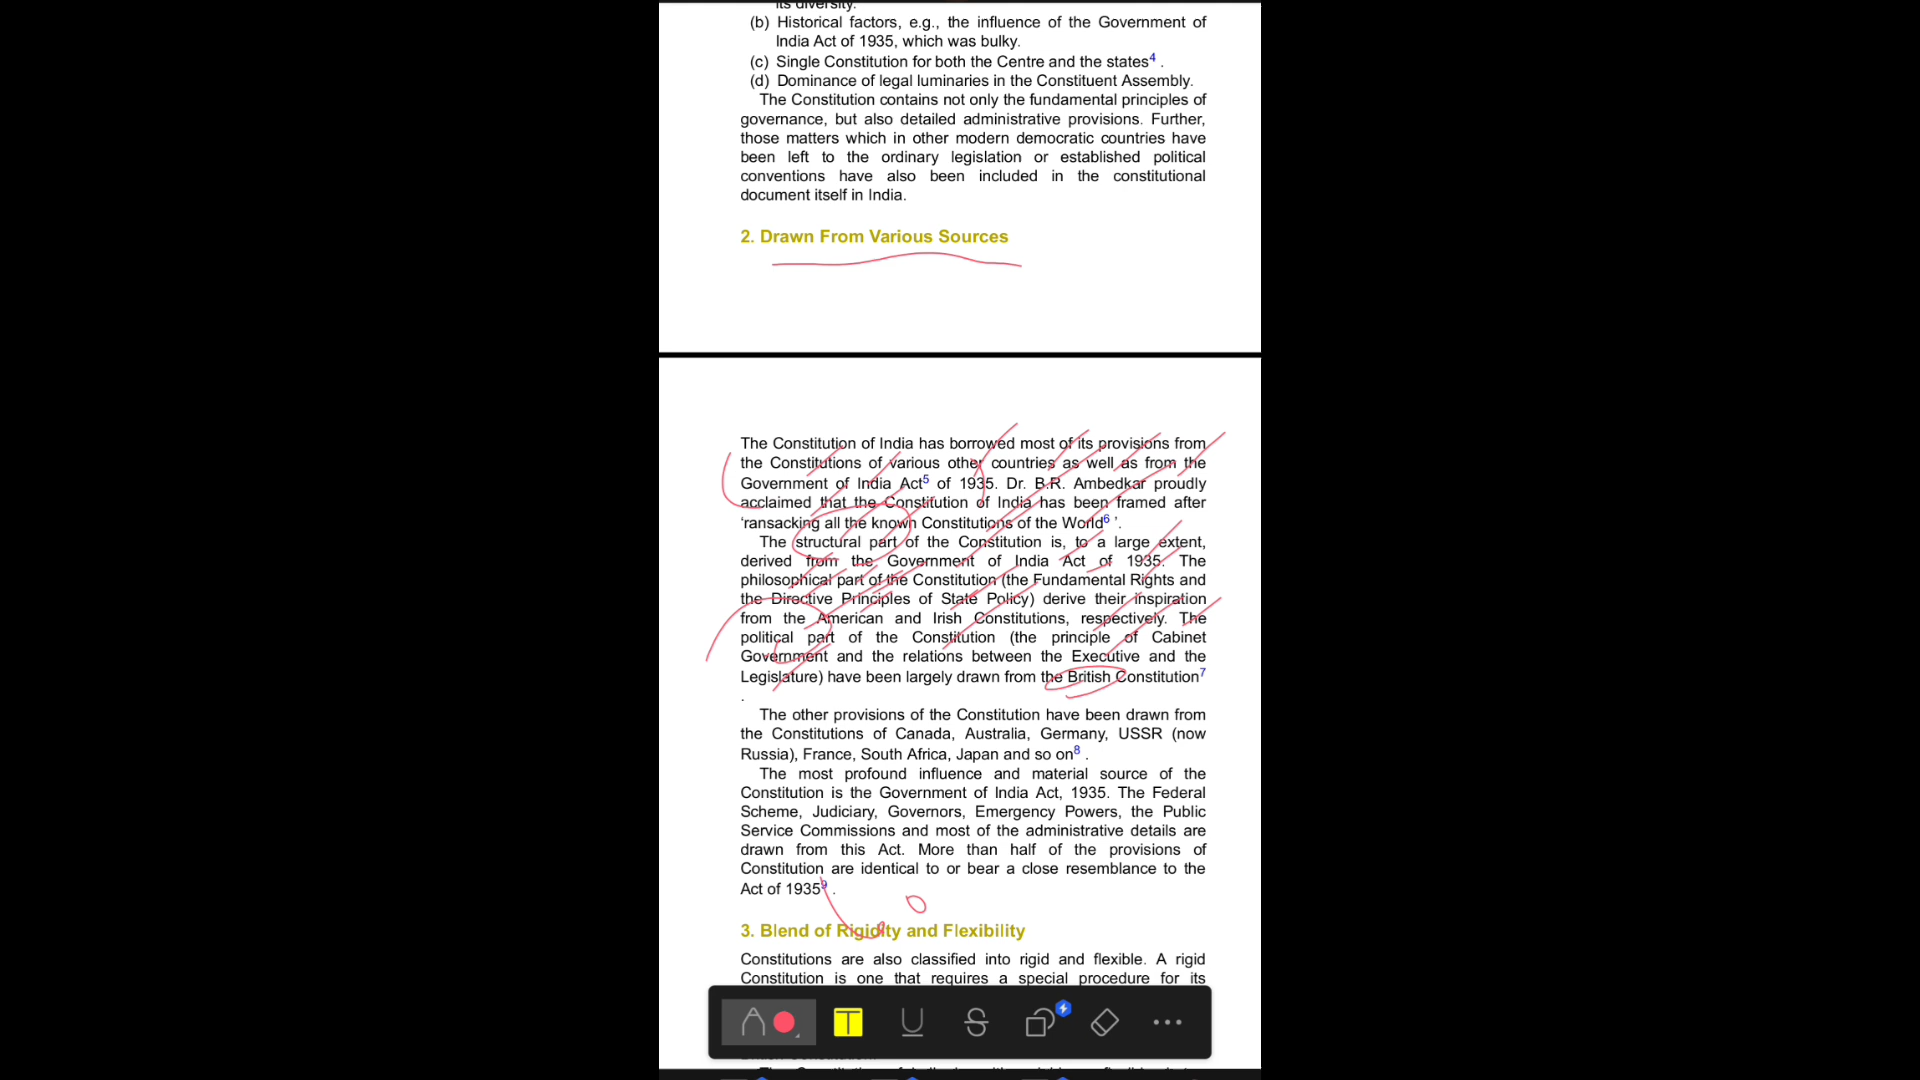 its diversity.
(b) Historical factors, e.g., the influence of the Government of
India Act of 1935, which was bulky.
(c) Single Constitution for both the Centre and the states4 .
(d) Dominance of legal luminaries in the Constituent Assembly.
The Constitution contains not only the fundamental principles of
governance, but also detailed administrative provisions. Further,
those matters which in other modern democratic countries have
been left to the ordinary legislation or established political
conventions have also been included in the constitutional
document itself in India.
2. Drawn From Various Sources
The Constitution of India has borrowed most of its provisions from
the Constitutions of various other countries as well as from the
Government of India Act5 of 1935. Dr. B.R. Ambedkar proudly
acclaimed that the Constitution of India has been framed after
‘ransacking all the known Constitutions of the World6 ’.
The structural part of the Constitution is, to a large extent,
derived from the Government of India Act of 1935. The
philosophical part of the Constitution (the Fundamental Rights and
the Directive Principles of State Policy) derive their inspiration
from the American and Irish Constitutions, respectively. The
political part of the Constitution (the principle of Cabinet
Government and the relations between the Executive and the
Legislature) have been largely drawn from the British Constitution7
.
The other provisions of the Constitution have been drawn from
the Constitutions of Canada, Australia, Germany, USSR (now
Russia), France, South Africa, Japan and so on8 .
The most profound influence and material source of the
Constitution is the Government of India Act, 1935. The Federal
Scheme, Judiciary, Governors, Emergency Powers, the Public
Service Commissions and most of the administrative details are
drawn from this Act. More than half of the provisions of
Constitution are identical to or bear a close resemblance to the
Act of 19359 .
3. Blend of Rigidity and Flexibility
Constitutions are also classified into rigid and flexible. A rigid
Constitution is one that requires a special procedure for its